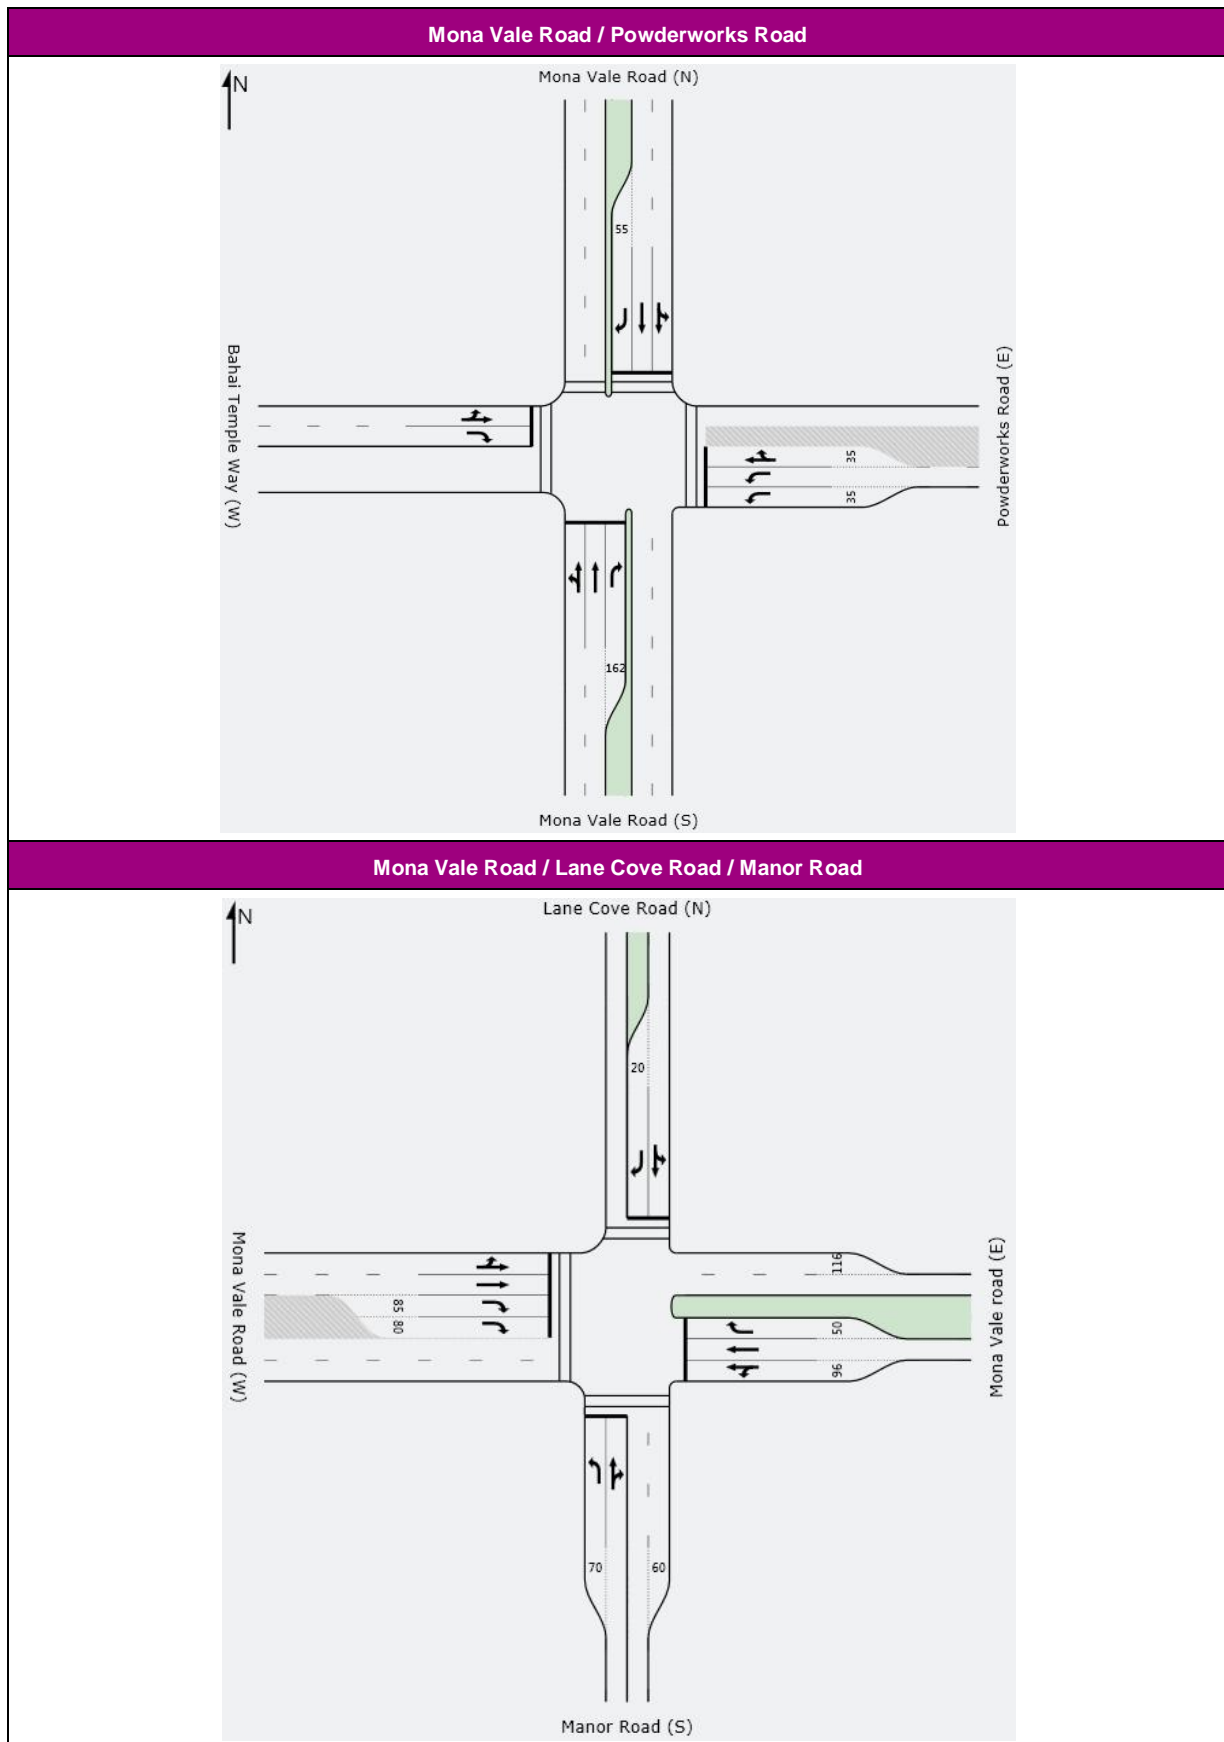 Mona Vale Road / Powderworks Road
N
Mona Vale Road (N)
55
Bahai Temple Way (W)
Powderworks Road (E)
35
35
162
Mona Vale Road (S)
Mona Vale Road / Lane Cove Road / Manor Road
N
Lane Cove Road (N)
20
Mona Vale Road (W)
Mona Vale road (E)
116
85
80
50
96
70
60
Manor Road (S)